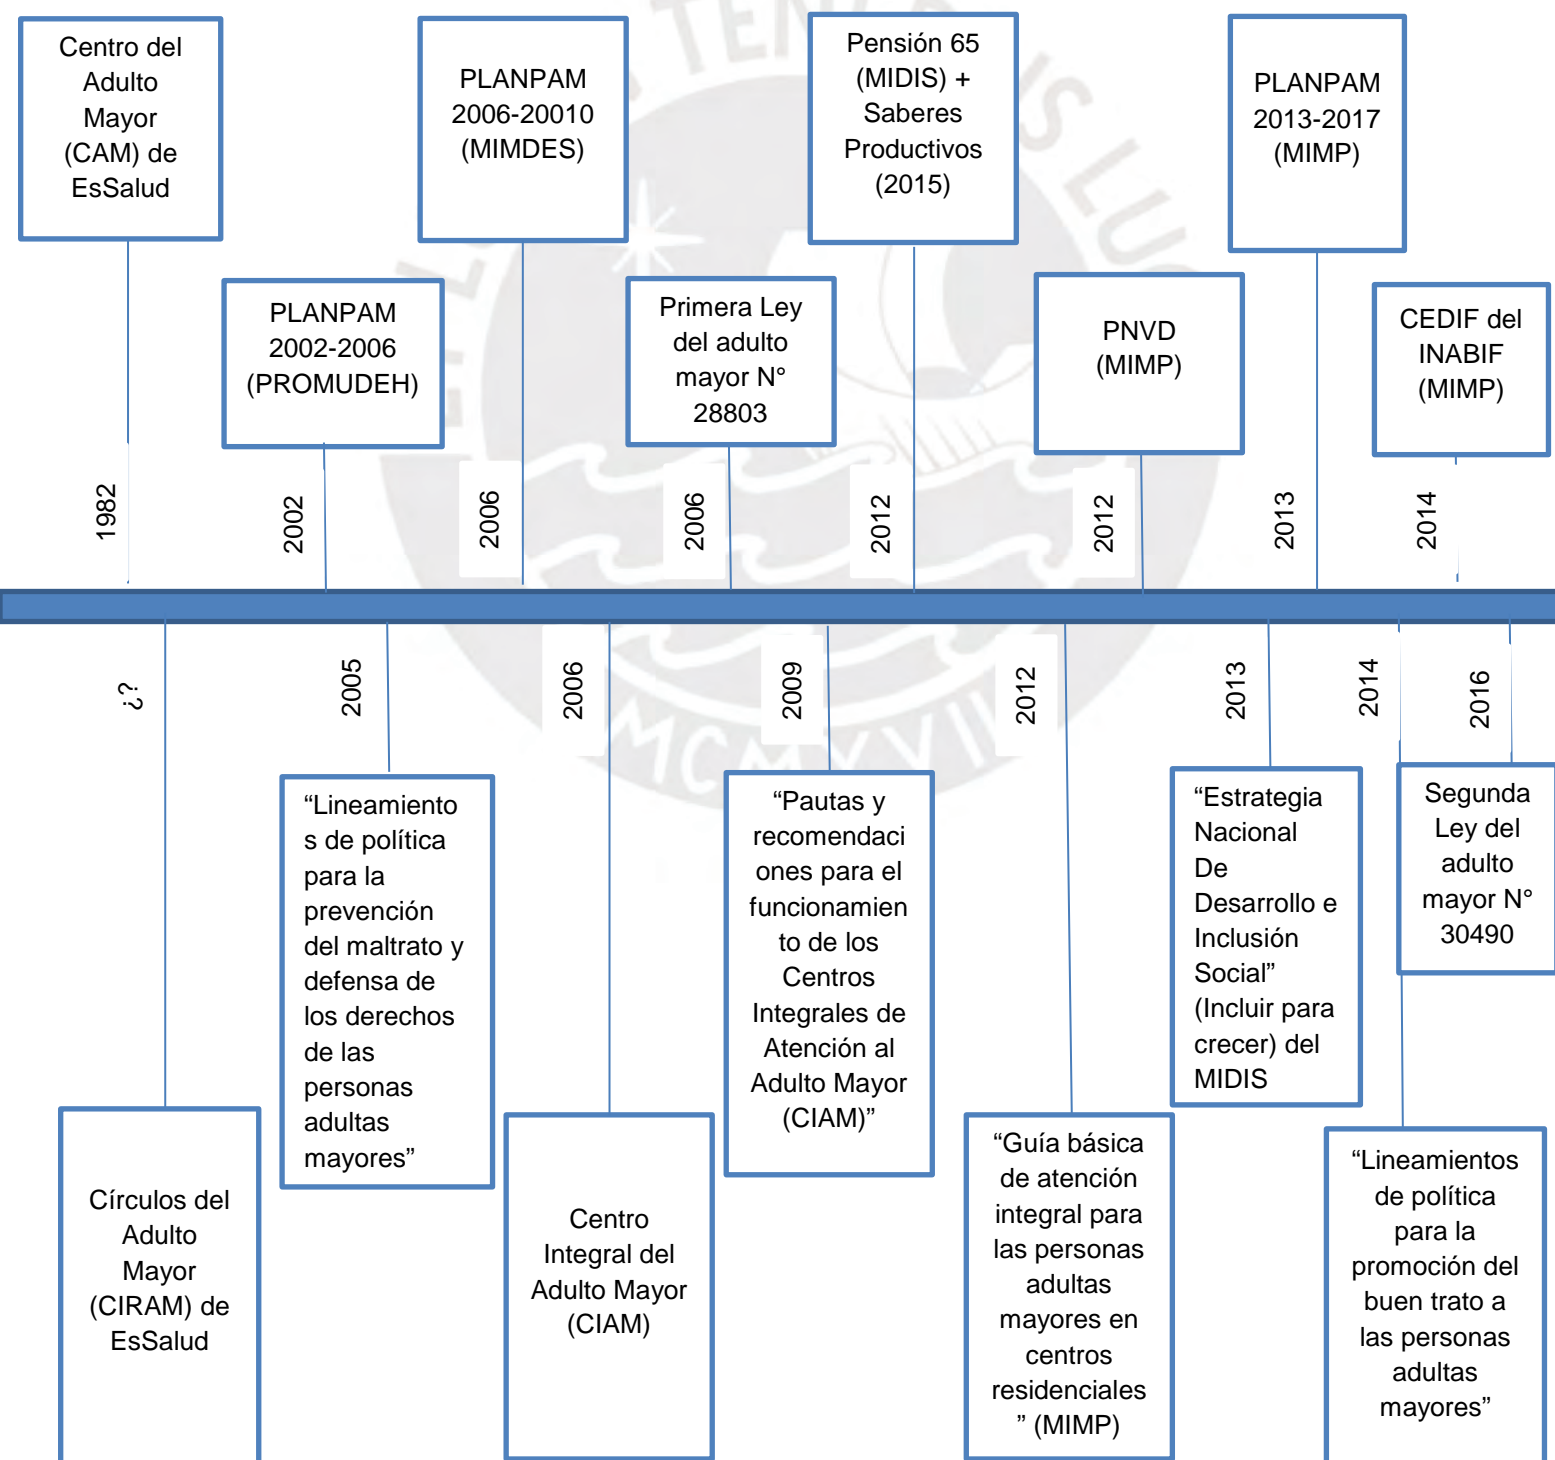 Centro del
Adulto
Mayor
(CAM) de
EsSalud
PLANPAM
2006-20010
(MIMDES)
Pensión 65
(MIDIS) +
Saberes
Productivos
(2015)
PLANPAM
2013-2017
(MIMP)
PLANPAM
2002-2006
(PROMUDEH)
Primera Ley
del adulto
mayor N°
28803
PNVD
(MIMP)
CEDIF del
INABIF
(MIMP)
1982
2002
2006
2006
2012
2012
2013
2014
¿?
2005
2006
2009
2012
2013
2014
2016
“Lineamiento
s de política
para la
prevención
del maltrato y
defensa de
los derechos
de las
personas
adultas
mayores”
“Pautas y
recomendaci
ones para el
funcionamien
to de los
Centros
Integrales de
Atención al
Adulto Mayor
(CIAM)”
“Estrategia
Nacional
De
Desarrollo e
Inclusión
Social”
(Incluir para
crecer) del
MIDIS
Segunda
Ley del
adulto
mayor N°
30490
Círculos del
Adulto
Mayor
(CIRAM) de
EsSalud
Centro
Integral del
Adulto Mayor
(CIAM)
“Guía básica
de atención
integral para
las personas
adultas
mayores en
centros
residenciales
” (MIMP)
“Lineamientos
de política
para la
promoción del
buen trato a
las personas
adultas
mayores”